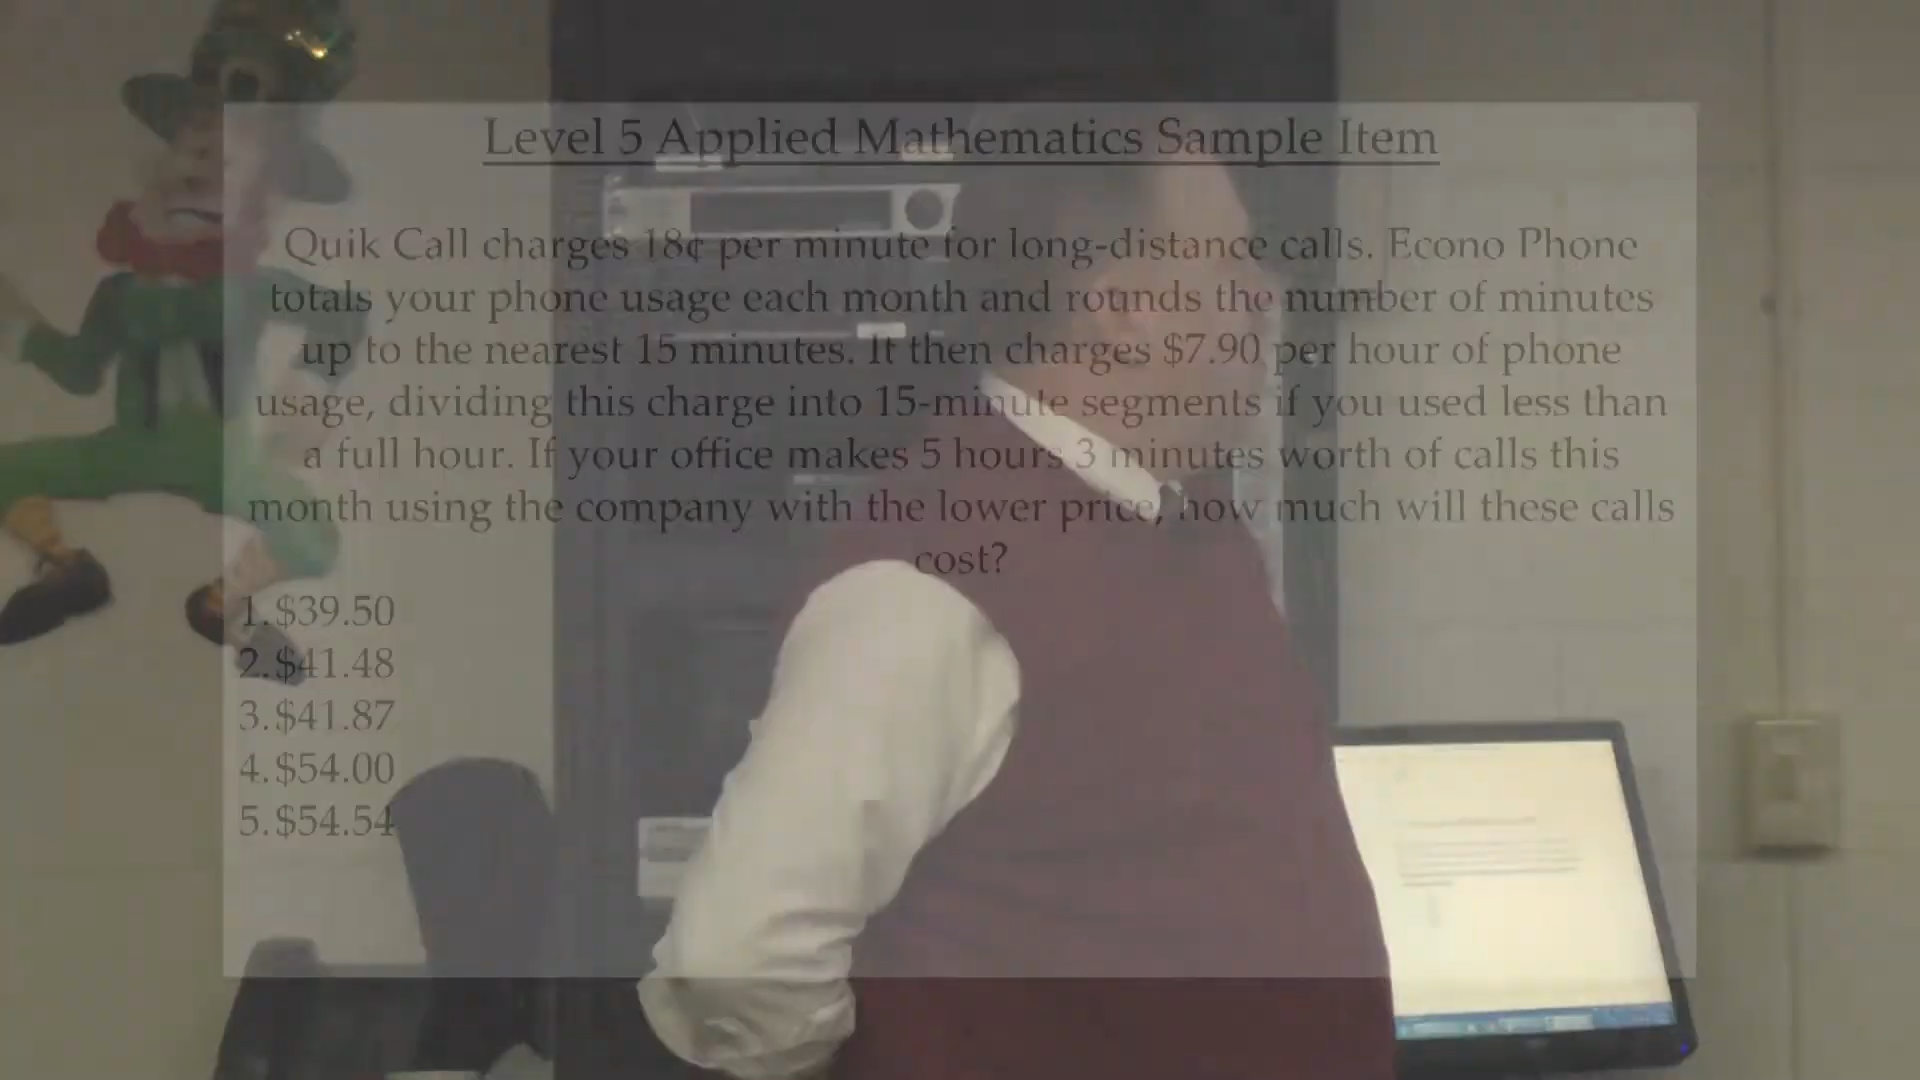 Level 5 Applied Mathematics Sample Item
Quik Call charges 18¢ per minute for long-distance calls. Econo Phone
totals your phone usage each month and rounds the number of minutes
up to the nearest 15 minutes. It then charges $7.90 per hour of phone
usage, dividing this charge into 15-minute segments if you used less than
a full hour. If your office makes 5 hours 3 minutes worth of calls this
month using the company with the lower price, how much will these calls
cost?
1. $39.50
2. $41.48
3. $41.87
4. $54.00
5. $54.54